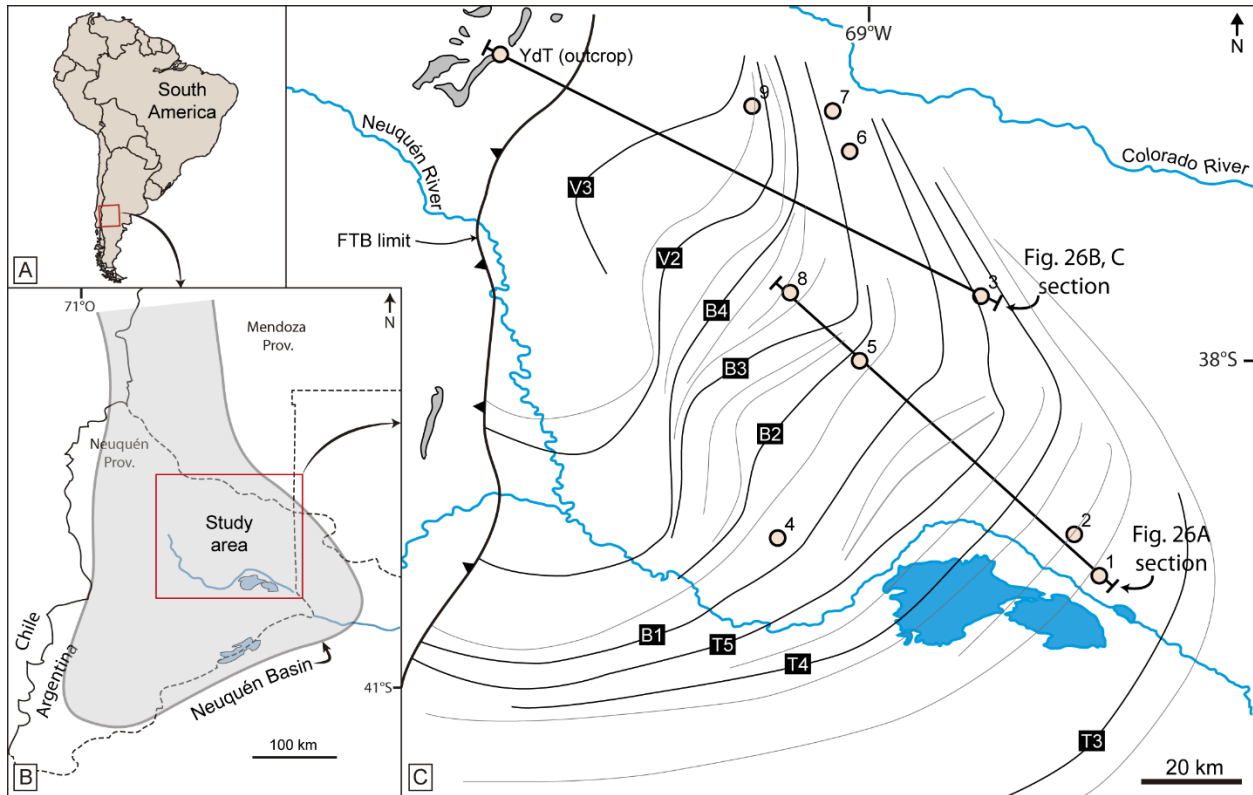 South
America
A
71°O
N
Mendoza
Prov.
Neuquén
Prov.
Study
area
Chile
Argentina
Neuquén Basin
100 km
B
69°W
N
YdT (outcrop)
Neuquén
River
Colorado River
9
7
6
V3
FTB limit
V2
8
3
Fig. 26B, C
section
B4
5
38°S
B3
B2
4
2
Fig. 26A
section
1
B1
T5
T4
41°S
T3
C
20 km